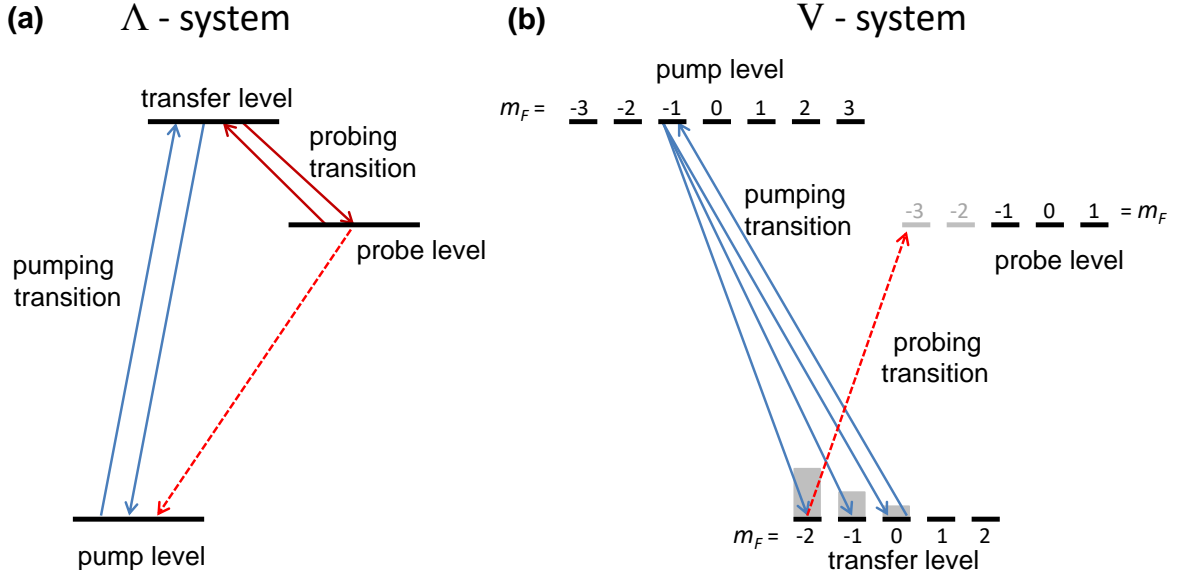 (a) Λ - system
transfer level
probing
transition
probe level
pumping
transition
pump level
(b) V - system
pump level
m_F = -3 -2 -1 0 1 2 3
pumping
transition
-3 -2 -1 0 1 = m_F
probe level
probing
transition
m_F = -2 -1 0 1 2
transfer level